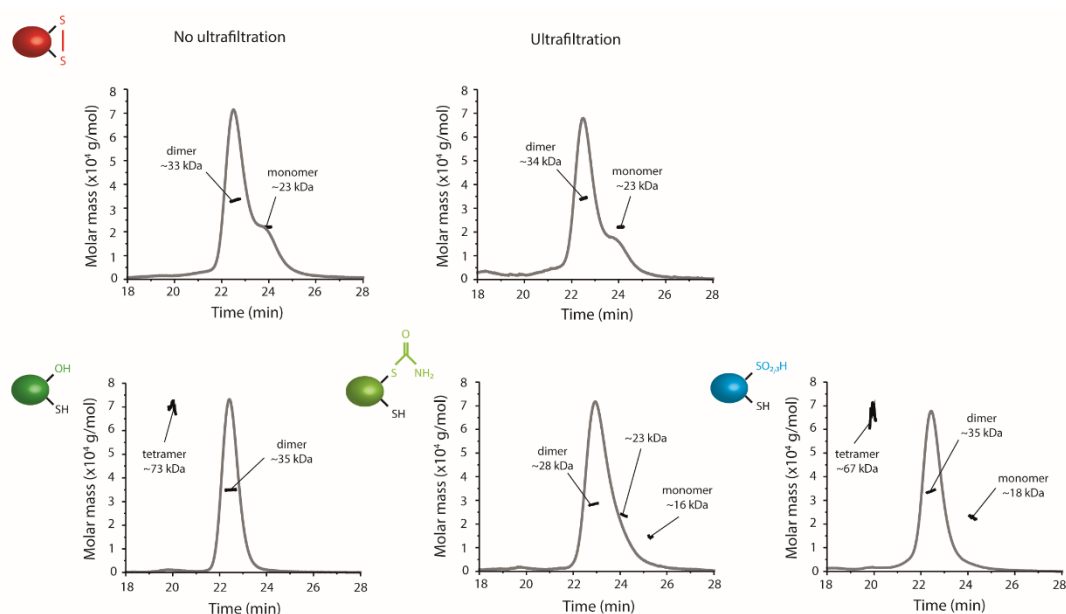 S
S
No ultrafiltration
Ultrafiltration
Molar mass (x10⁴ g/mol)
8
7
6
5
4
3
2
1
0
dimer
~33 kDa
monomer
~23 kDa
18 20 22 24 26 28
Time (min)
Molar mass (x10⁴ g/mol)
8
7
6
5
4
3
2
1
0
dimer
~34 kDa
monomer
~23 kDa
18 20 22 24 26 28
Time (min)
OH
SH
Molar mass (x10⁴ g/mol)
8
7
6
5
4
3
2
1
0
tetramer
~73 kDa
dimer
~35 kDa
18 20 22 24 26 28
Time (min)
O
S NH₂
SH
Molar mass (x10⁴ g/mol)
8
7
6
5
4
3
2
1
0
dimer
~28 kDa
~23 kDa
monomer
~16 kDa
18 20 22 24 26 28
Time (min)
SO₂,₃H
SH
Molar mass (x10⁴ g/mol)
8
7
6
5
4
3
2
1
0
tetramer
~67 kDa
dimer
~35 kDa
monomer
~18 kDa
18 20 22 24 26 28
Time (min)